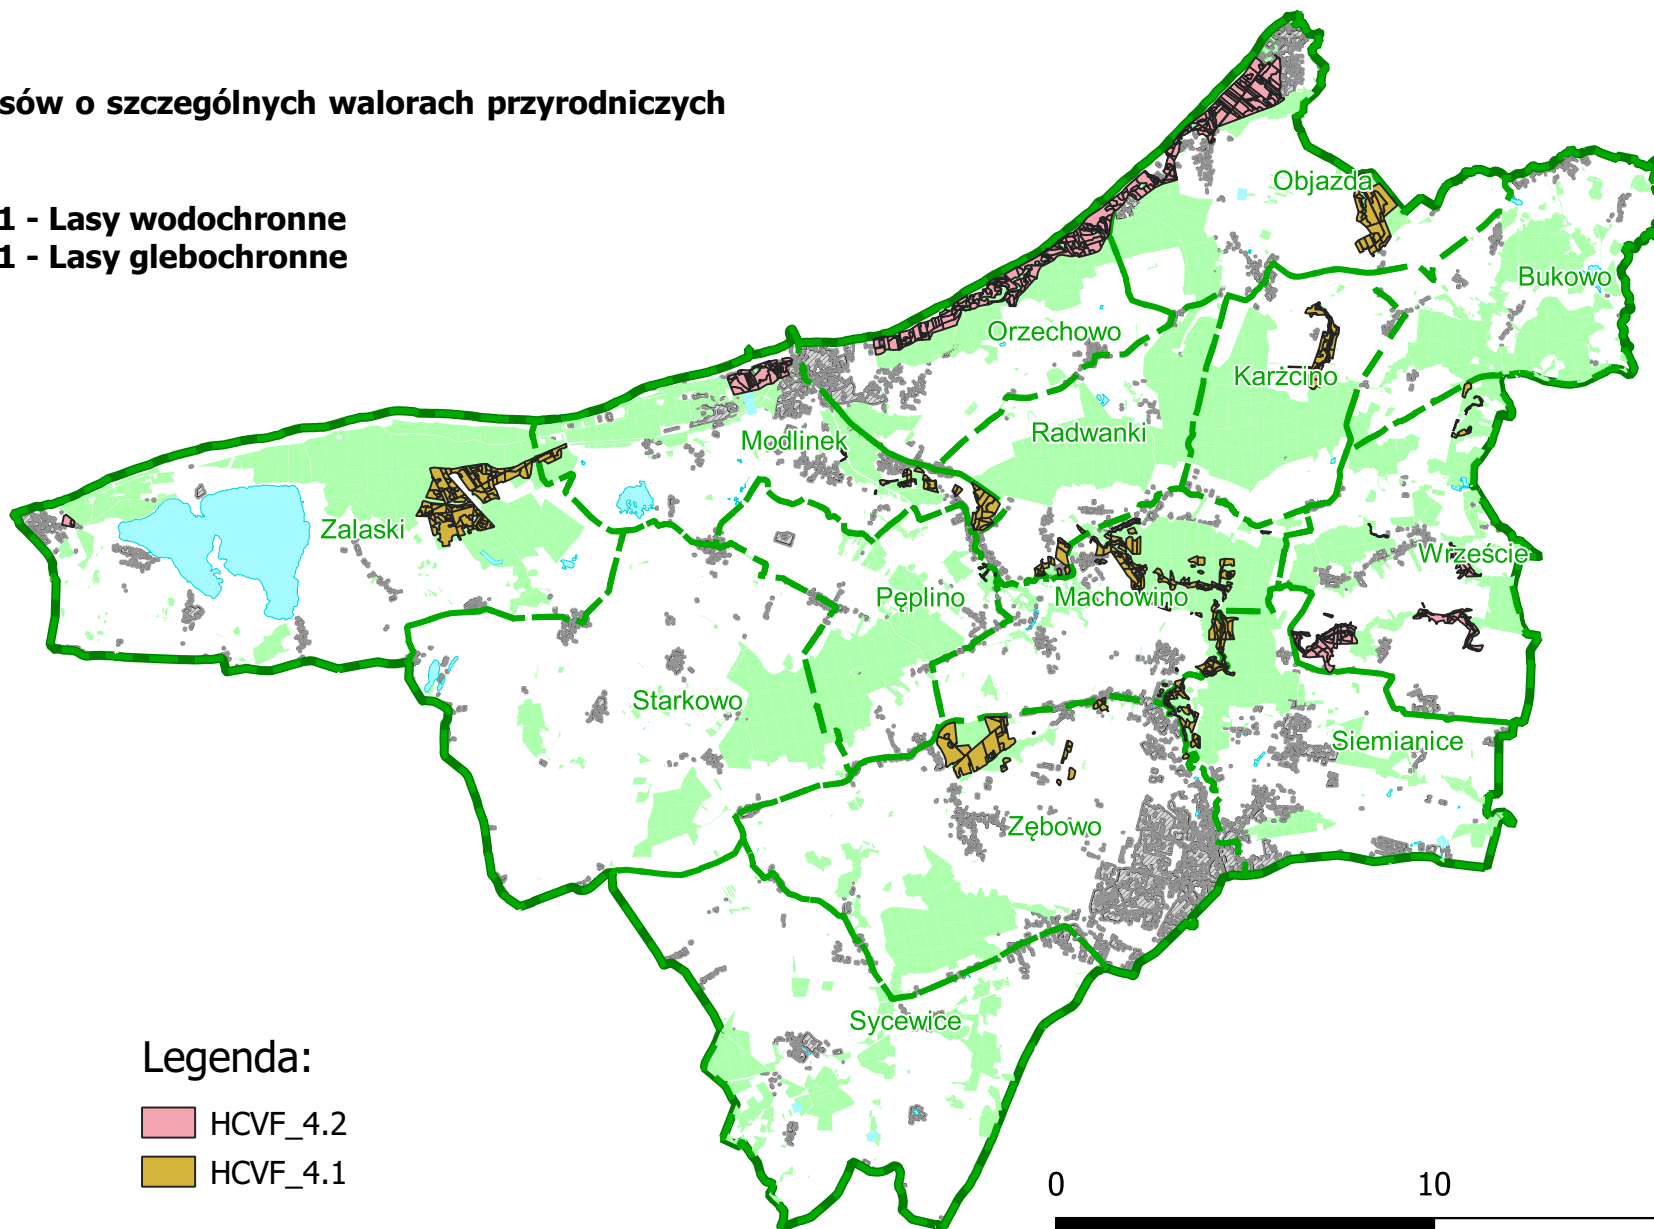 sów o szczególnych walorach przyrodniczych
1 - Lasy wodochronne
1 - Lasy glebochronne
Objazda
Bukowo
Orzechowo
Karżcino
Radwanki
Modlinek
Zalaski
Wrzeście
Pęplino
Machowino
Starkowo
Siemianice
Zębowo
Sycewice
Legenda:
HCVF_4.2
HCVF_4.1
0 10